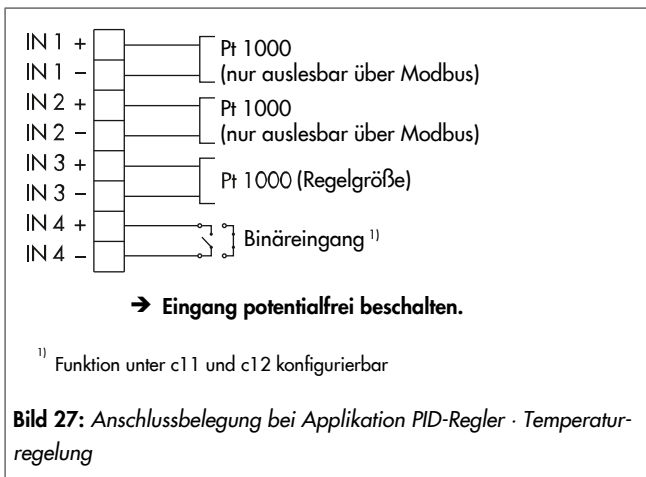 IN 1 + Pt 1000
IN 1 – (nur auslesbar über Modbus)
IN 2 + Pt 1000
IN 2 – (nur auslesbar über Modbus)
IN 3 +
Pt 1000 (Regelgröße)
IN 3 –
IN 4 +
Binäreingang 1)
IN 4 –
➔ Eingang potentialfrei beschalten.
1) Funktion unter c11 und c12 konfigurierbar
Bild 27: Anschlussbelegung bei Applikation PID-Regler · Temperatur-
regelung